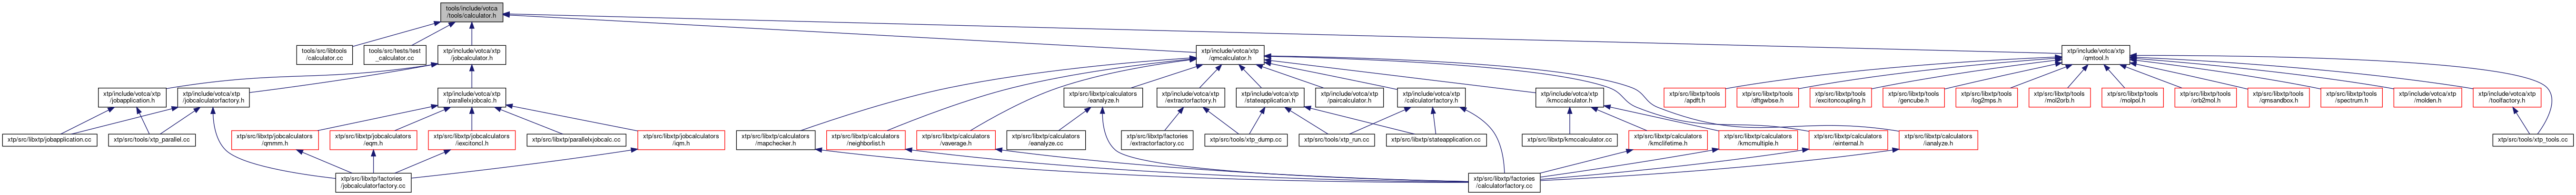 tools/include/votca
/tools/calculator.h
tools/src/libtools
/calculator.cc
tools/src/tests/test
_calculator.cc
xtp/include/votca/xtp
/jobcalculator.h
xtp/include/votca/xtp
/qmcalculator.h
xtp/include/votca/xtp
/qmtool.h
xtp/include/votca/xtp
/jobapplication.h
xtp/include/votca/xtp
/jobcalculatorfactory.h
xtp/include/votca/xtp
/parallelxjobcalc.h
xtp/src/libxtp/calculators
/eanalyze.h
xtp/include/votca/xtp
/extractorfactory.h
xtp/include/votca/xtp
/stateapplication.h
xtp/include/votca/xtp
/paircalculator.h
xtp/include/votca/xtp
/calculatorfactory.h
xtp/include/votca/xtp
/kmccalculator.h
xtp/src/libxtp/tools
/apdft.h
xtp/src/libxtp/tools
/dftgwbse.h
xtp/src/libxtp/tools
/excitoncoupling.h
xtp/src/libxtp/tools
/gencube.h
xtp/src/libxtp/tools
/log2mps.h
xtp/src/libxtp/tools
/mol2orb.h
xtp/src/libxtp/tools
/molpol.h
xtp/src/libxtp/tools
/orb2mol.h
xtp/src/libxtp/tools
/qmsandbox.h
xtp/src/libxtp/tools
/spectrum.h
xtp/include/votca/xtp
/molden.h
xtp/include/votca/xtp
/toolfactory.h
xtp/src/libxtp/jobapplication.cc
xtp/src/tools/xtp_parallel.cc
xtp/src/libxtp/jobcalculators
/qmmm.h
xtp/src/libxtp/jobcalculators
/eqm.h
xtp/src/libxtp/jobcalculators
/iexcitoncl.h
xtp/src/libxtp/parallelxjobcalc.cc
xtp/src/libxtp/jobcalculators
/iqm.h
xtp/src/libxtp/calculators
/mapchecker.h
xtp/src/libxtp/calculators
/neighborlist.h
xtp/src/libxtp/calculators
/vaverage.h
xtp/src/libxtp/calculators
/eanalyze.cc
xtp/src/libxtp/factories
/extractorfactory.cc
xtp/src/tools/xtp_dump.cc
xtp/src/tools/xtp_run.cc
xtp/src/libxtp/stateapplication.cc
xtp/src/libxtp/kmccalculator.cc
xtp/src/libxtp/calculators
/kmclifetime.h
xtp/src/libxtp/calculators
/kmcmultiple.h
xtp/src/libxtp/calculators
/einternal.h
xtp/src/libxtp/calculators
/ianalyze.h
xtp/src/tools/xtp_tools.cc
xtp/src/libxtp/factories
/jobcalculatorfactory.cc
xtp/src/libxtp/factories
/calculatorfactory.cc